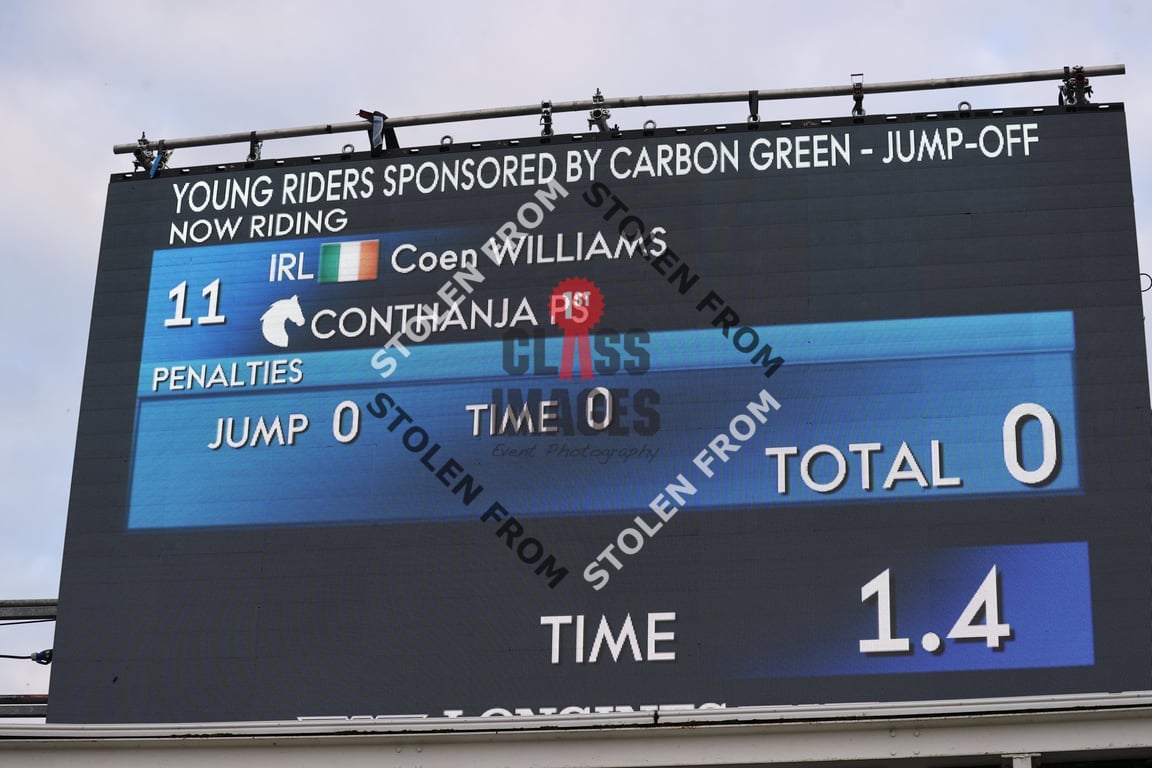 YOUNG RIDERS SPONSORED BY CARBON GREEN - JUMP-OFF
NOW RIDING
11 IRL Coen WILLIAMS
CONTHANJA PS
PENALTIES
JUMP 0 TIME 0
TOTAL 0
TIME 1.4
LONGINES
STOLEN FROM
STOLEN FROM
STOLEN FROM
STOLEN FROM
1ST
CLASS
IMAGES
Event Photography